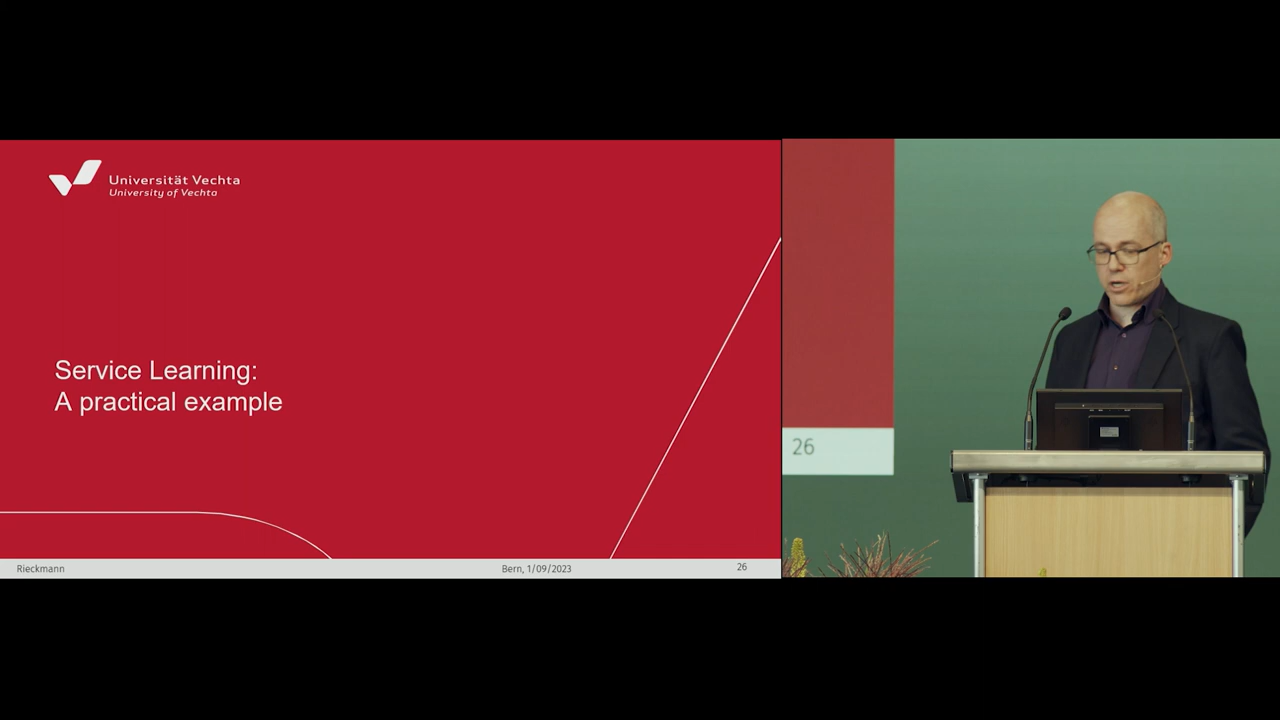 Universität Vechta
University of Vechta
Service Learning:
A practical example
Rieckmann
Bern, 1/09/2023
26
26